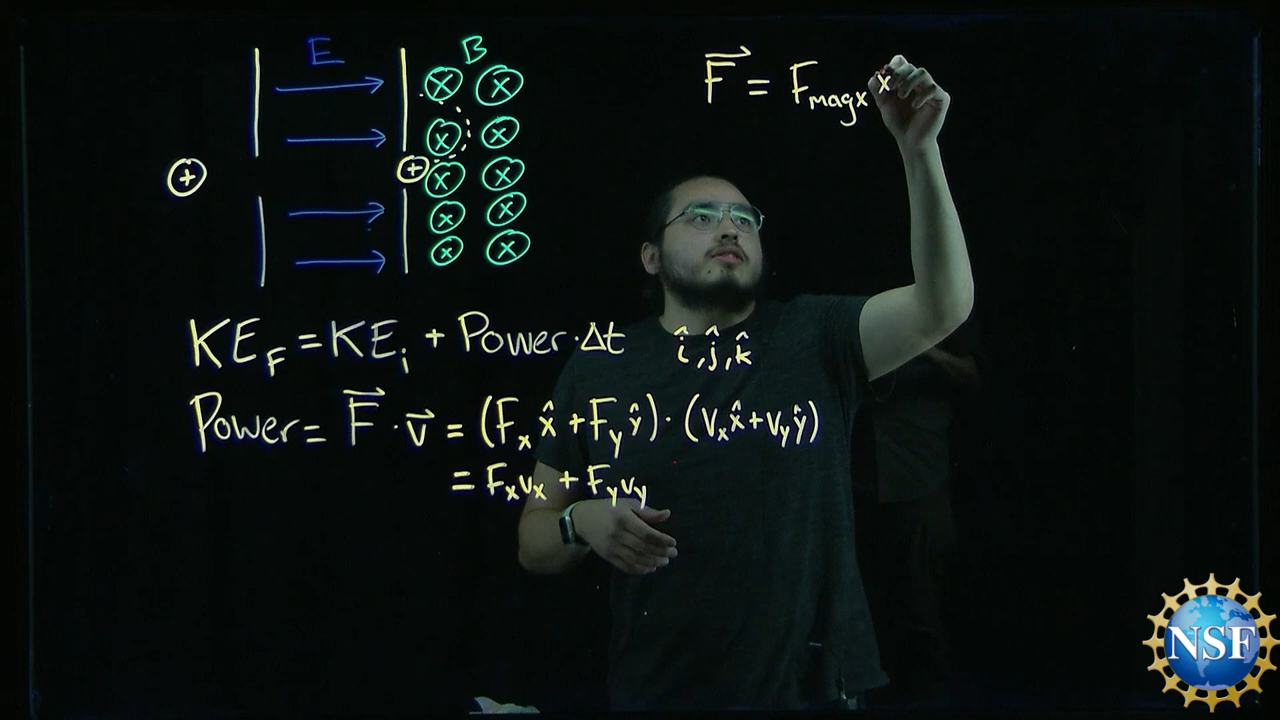 E B
F⃗ = F_magx x
+ +
x x
x x
x x
x x
x x
KE_F = KE_i + Power · Δt î, ĵ, k̂
Power = F⃗ · v⃗ = (F_x x̂ + F_y ŷ) · (v_x x̂ + v_y ŷ)
= F_x v_x + F_y v_y
NSF